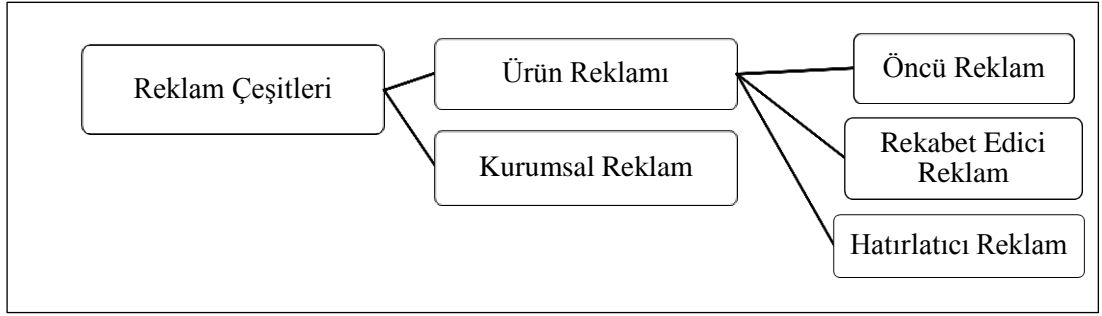 Reklam Çeşitleri
Ürün Reklamı
Kurumsal Reklam
Öncü Reklam
Rekabet Edici
Reklam
Hatırlatıcı Reklam